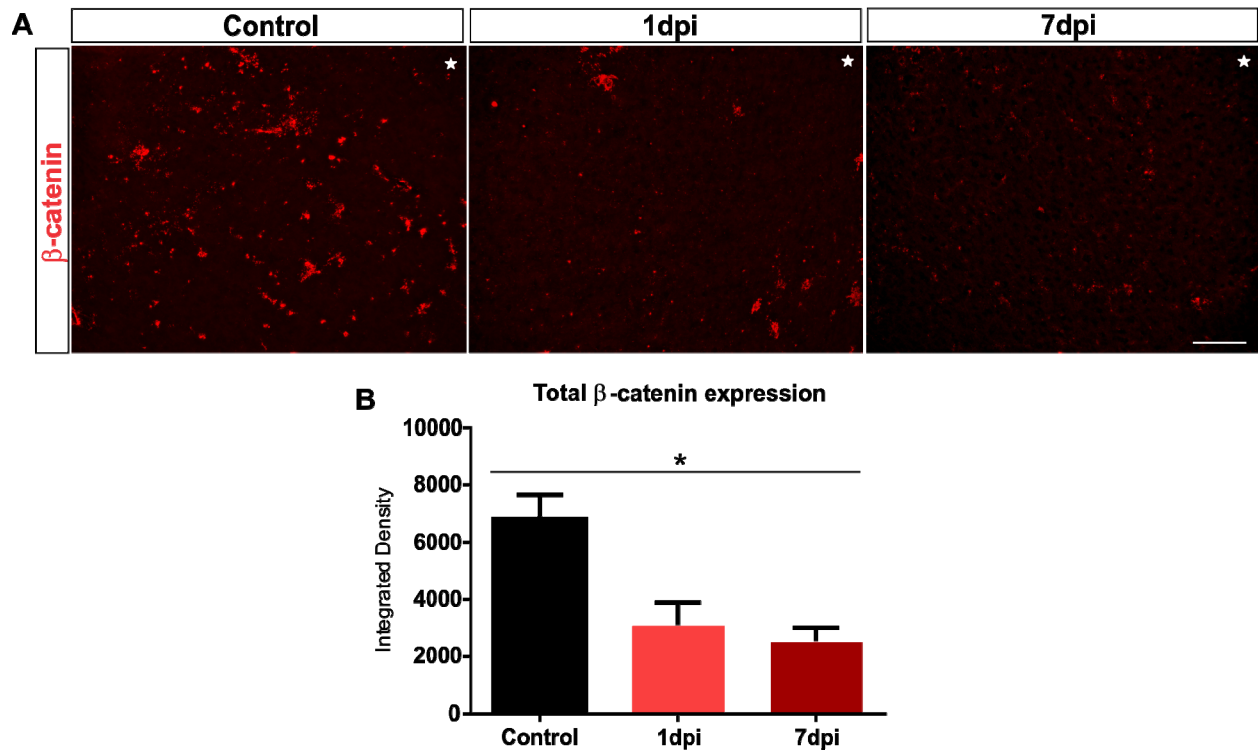 A
Control
1dpi
7dpi
β-catenin
B
Total β-catenin expression
10000
8000
6000
4000
2000
0
Integrated Density
*
Control
1dpi
7dpi